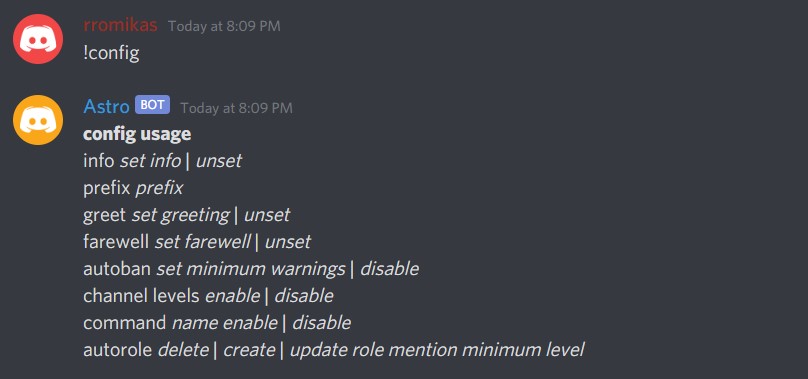 rromikas Today at 8:09 PM
!config
Astro BOT Today at 8:09 PM
config usage
info set info | unset
prefix prefix
greet set greeting | unset
farewell set farewell | unset
autoban set minimum warnings | disable
channel levels enable | disable
command name enable | disable
autorole delete | create | update role mention minimum level